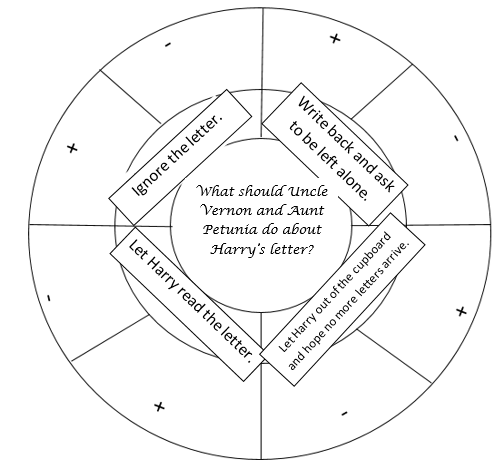 What should Uncle
Vernon and Aunt
Petunia do about
Harry's letter?
Ignore the letter.
Write back and ask
to be left alone.
Let Harry read the letter.
Let Harry out of the cupboard
and hope no more letters arrive.
-
+
+
-
-
+
+
-